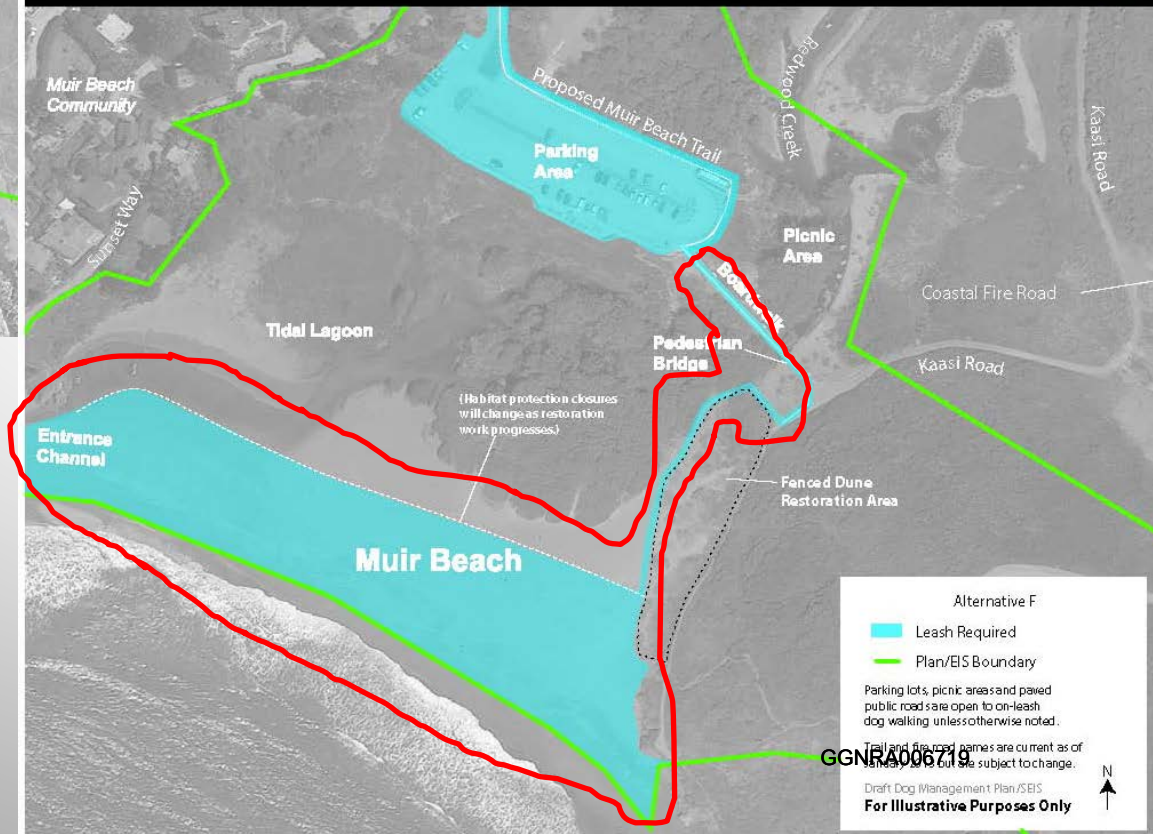 Muir Beach
Community
Sunset Way
Proposed Muir Beach Trail
Parking
Area
Redwood Creek
Kaasi Road
Picnic
Area
Boardwalk
Coastal Fire Road
Tidal Lagoon
Pedestrian
Bridge
Kaasi Road
(Habitat protection closures
will change as restoration
work progresses.)
Entrance
Channel
Fenced Dune
Restoration Area
Muir Beach
Alternative F
Leash Required
Plan/EIS Boundary
Parking lots, picnic areas and paved
public roads are open to on-leash
dog walking unless otherwise noted.
Trail and fire road names are current as of
GGNRA006719
but are subject to change.
Draft Dog Management Plan/SEIS
For Illustrative Purposes Only
N